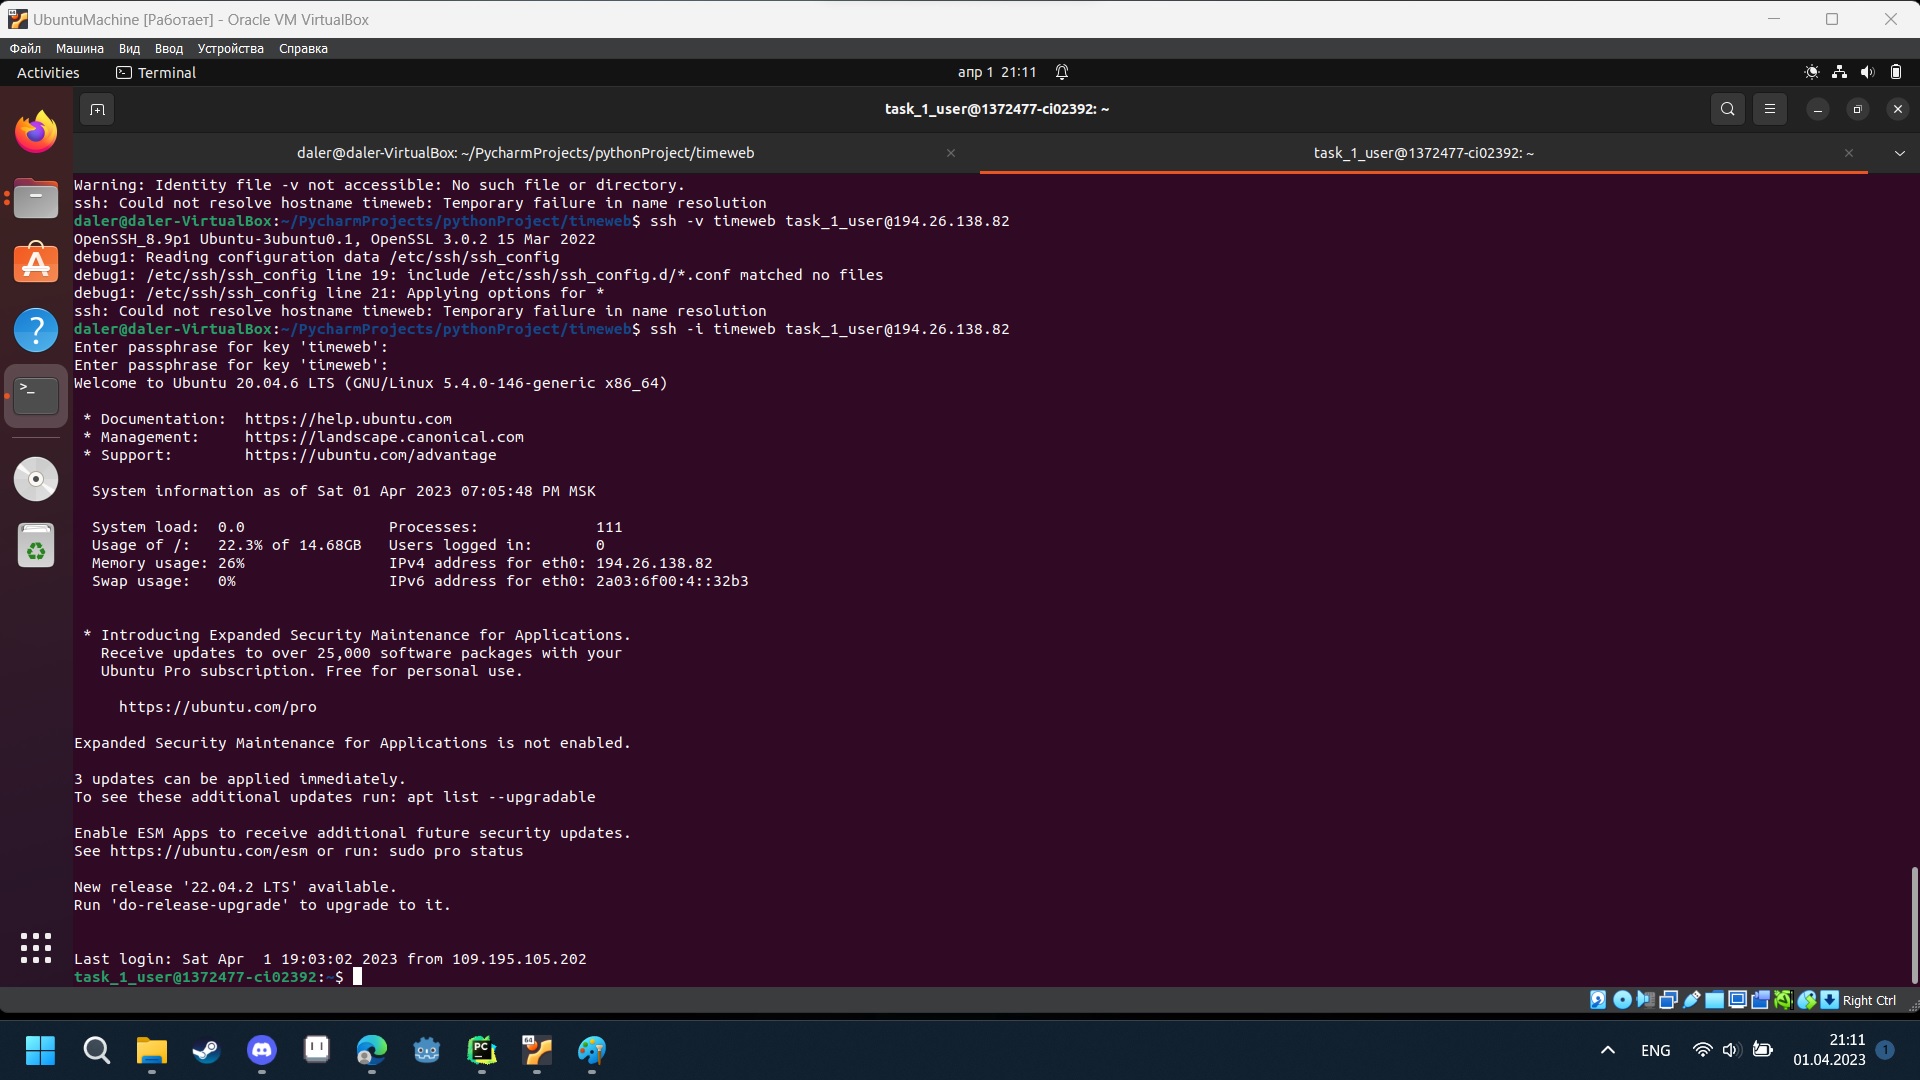 UbuntuMachine [Работает] - Oracle VM VirtualBox
Файл Машина Вид Ввод Устройства Справка
Activities Terminal апр 1 21:11
task_1_user@1372477-ci02392: ~
daler@daler-VirtualBox: ~/PycharmProjects/pythonProject/timeweb task_1_user@1372477-ci02392: ~
Warning: Identity file -v not accessible: No such file or directory.
ssh: Could not resolve hostname timeweb: Temporary failure in name resolution
daler@daler-VirtualBox:~/PycharmProjects/pythonProject/timeweb$ ssh -v timeweb task_1_user@194.26.138.82
OpenSSH_8.9p1 Ubuntu-3ubuntu0.1, OpenSSL 3.0.2 15 Mar 2022
debug1: Reading configuration data /etc/ssh/ssh_config
debug1: /etc/ssh/ssh_config line 19: include /etc/ssh/ssh_config.d/*.conf matched no files
debug1: /etc/ssh/ssh_config line 21: Applying options for *
ssh: Could not resolve hostname timeweb: Temporary failure in name resolution
daler@daler-VirtualBox:~/PycharmProjects/pythonProject/timeweb$ ssh -i timeweb task_1_user@194.26.138.82
Enter passphrase for key 'timeweb':
Enter passphrase for key 'timeweb':
Welcome to Ubuntu 20.04.6 LTS (GNU/Linux 5.4.0-146-generic x86_64)
* Documentation: https://help.ubuntu.com
* Management: https://landscape.canonical.com
* Support: https://ubuntu.com/advantage
System information as of Sat 01 Apr 2023 07:05:48 PM MSK
System load: 0.0 Processes: 111
Usage of /: 22.3% of 14.68GB Users logged in: 0
Memory usage: 26% IPv4 address for eth0: 194.26.138.82
Swap usage: 0% IPv6 address for eth0: 2a03:6f00:4::32b3
* Introducing Expanded Security Maintenance for Applications.
Receive updates to over 25,000 software packages with your
Ubuntu Pro subscription. Free for personal use.
https://ubuntu.com/pro
Expanded Security Maintenance for Applications is not enabled.
3 updates can be applied immediately.
To see these additional updates run: apt list --upgradable
Enable ESM Apps to receive additional future security updates.
See https://ubuntu.com/esm or run: sudo pro status
New release '22.04.2 LTS' available.
Run 'do-release-upgrade' to upgrade to it.
Last login: Sat Apr 1 19:03:02 2023 from 109.195.105.202
task_1_user@1372477-ci02392:~$
Right Ctrl
ENG 21:11
01.04.2023 1